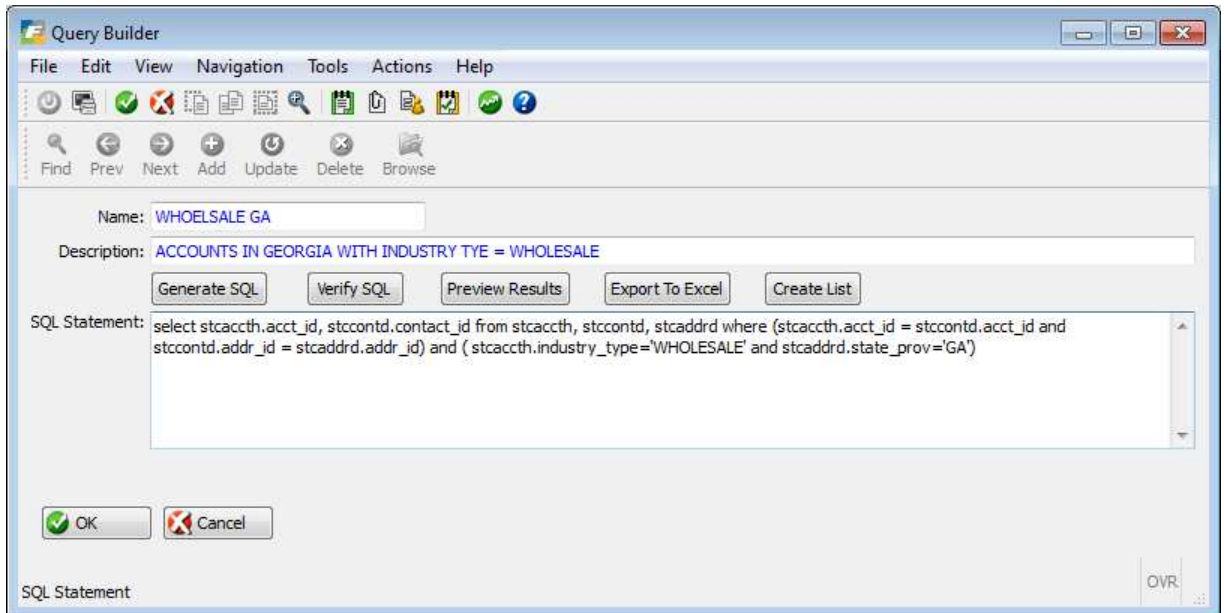 Query Builder
File Edit View Navigation Tools Actions Help
Find Prev Next Add Update Delete Browse
Name: WHOELSALE GA
Description: ACCOUNTS IN GEORGIA WITH INDUSTRY TYE = WHOLESALE
Generate SQL Verify SQL Preview Results Export To Excel Create List
SQL Statement: select stcaccth.acct_id, stccontd.contact_id from stcaccth, stccontd, stcaddrd where (stcaccth.acct_id = stccontd.acct_id and
stccontd.addr_id = stcaddrd.addr_id) and ( stcaccth.industry_type='WHOLESALE' and stcaddrd.state_prov='GA')
OK Cancel
SQL Statement OVR